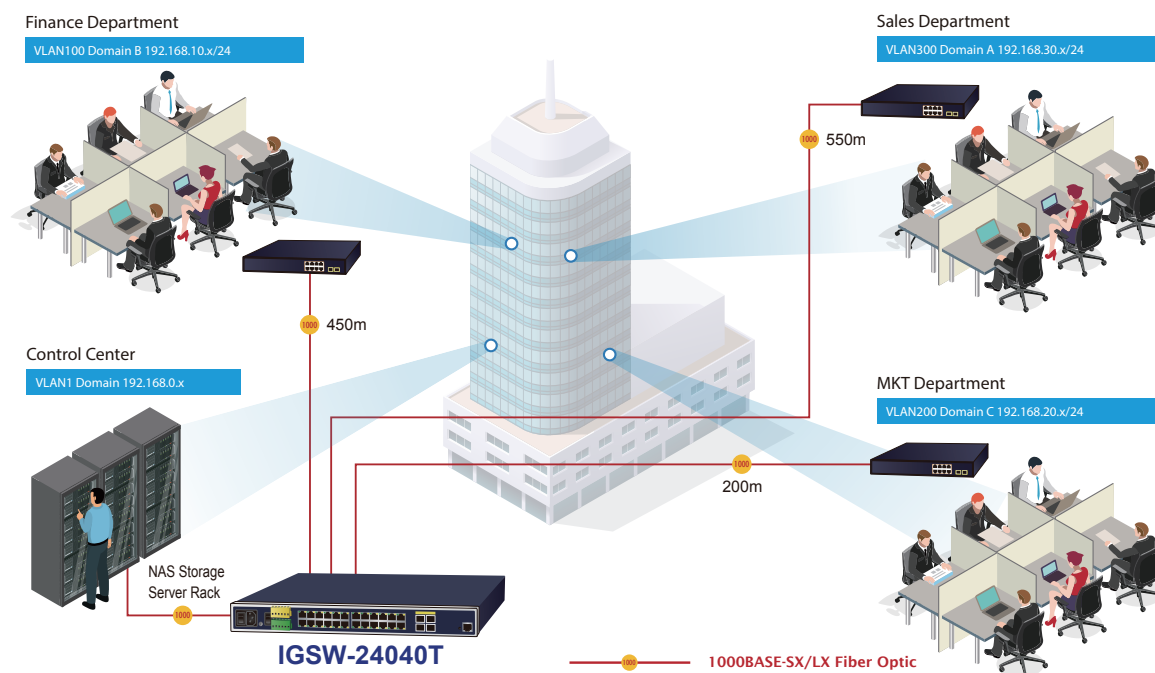 Finance Department
VLAN100 Domain B 192.168.10.x/24
Sales Department
VLAN300 Domain A 192.168.30.x/24
1000
550m
1000
450m
Control Center
VLAN1 Domain 192.168.0.x
MKT Department
VLAN200 Domain C 192.168.20.x/24
1000
200m
NAS Storage
Server Rack
1000
IGSW-24040T
1000
1000BASE-SX/LX Fiber Optic